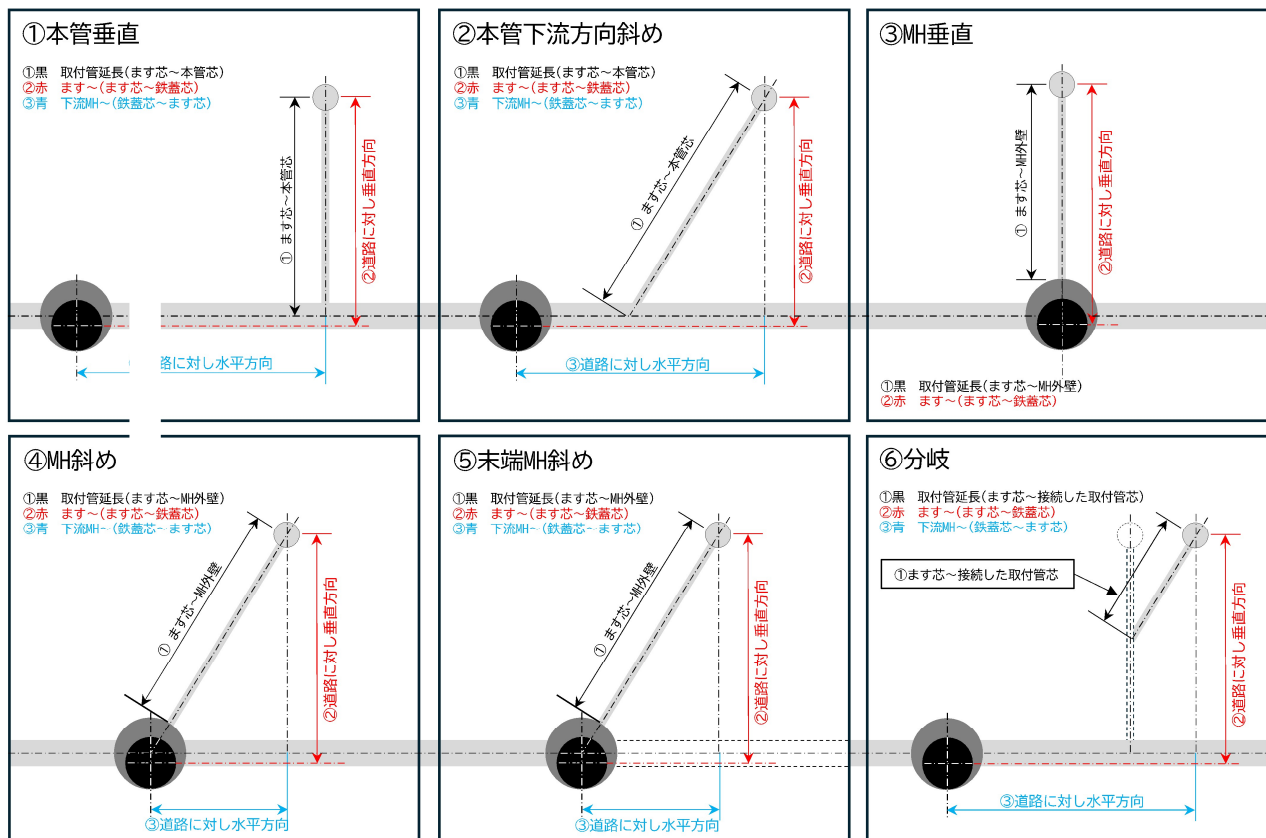 ①本管垂直
①黒　取付管延長(ます芯～本管芯)
②赤　ます～(ます芯～鉄蓋芯)
③青　下流MH～(鉄蓋芯～ます芯)
① ます芯～本管芯
②道路に対し垂直方向
路に対し水平方向
②本管下流方向斜め
①黒　取付管延長(ます芯～本管芯)
②赤　ます～(ます芯～鉄蓋芯)
③青　下流MH～(鉄蓋芯～ます芯)
① ます芯～本管芯
②道路に対し垂直方向
③道路に対し水平方向
③MH垂直
① ます芯～MH外壁
②道路に対し垂直方向
①黒　取付管延長(ます芯～MH外壁)
②赤　ます～(ます芯～鉄蓋芯)
④MH斜め
①黒　取付管延長(ます芯～MH外壁)
②赤　ます～(ます芯～鉄蓋芯)
③青　下流MH～(鉄蓋芯～ます芯)
① ます芯～MH外壁
②道路に対し垂直方向
③道路に対し水平方向
⑤末端MH斜め
①黒　取付管延長(ます芯～MH外壁)
②赤　ます～(ます芯～鉄蓋芯)
③青　下流MH～(鉄蓋芯～ます芯)
① ます芯～MH外壁
②道路に対し垂直方向
③道路に対し水平方向
⑥分岐
①黒　取付管延長(ます芯～接続した取付管芯)
②赤　ます～(ます芯～鉄蓋芯)
③青　下流MH～(鉄蓋芯～ます芯)
①ます芯～接続した取付管芯
②道路に対し垂直方向
③道路に対し水平方向